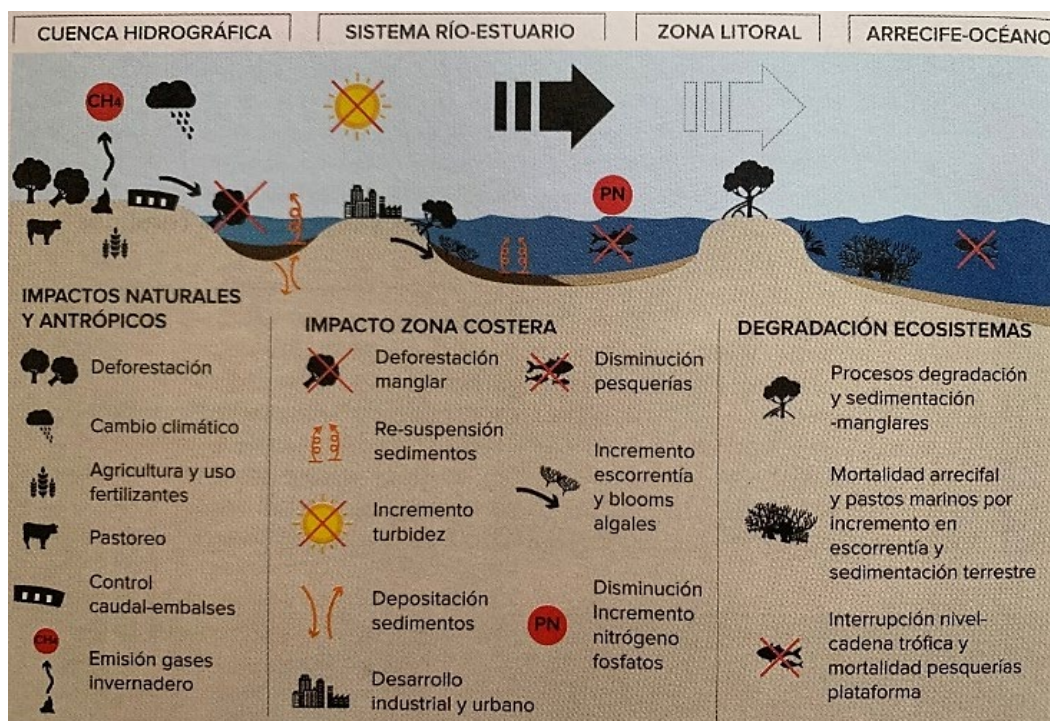 CUENCA HIDROGRÁFICA
SISTEMA RÍO-ESTUARIO
ZONA LITORAL
ARRECIFE-OCÉANO
CH4
PN
IMPACTOS NATURALES
Y ANTRÓPICOS
Deforestación
Cambio climático
Agricultura y uso
fertilizantes
Pastoreo
Control
caudal-embalses
CH4
Emisión gases
invernadero
IMPACTO ZONA COSTERA
Deforestación
manglar
Re-suspensión
sedimentos
Incremento
turbidez
Depositación
sedimentos
Desarrollo
industrial y urbano
Disminución
pesquerías
Incremento
escorrentía
y blooms
algales
PN
Disminución
Incremento
nitrógeno
fosfatos
DEGRADACIÓN ECOSISTEMAS
Procesos degradación
y sedimentación
-manglares
Mortalidad arrecifal
y pastos marinos por
incremento en
escorrentía y
sedimentación terrestre
Interrupción nivel-
cadena trófica y
mortalidad pesquerías
plataforma